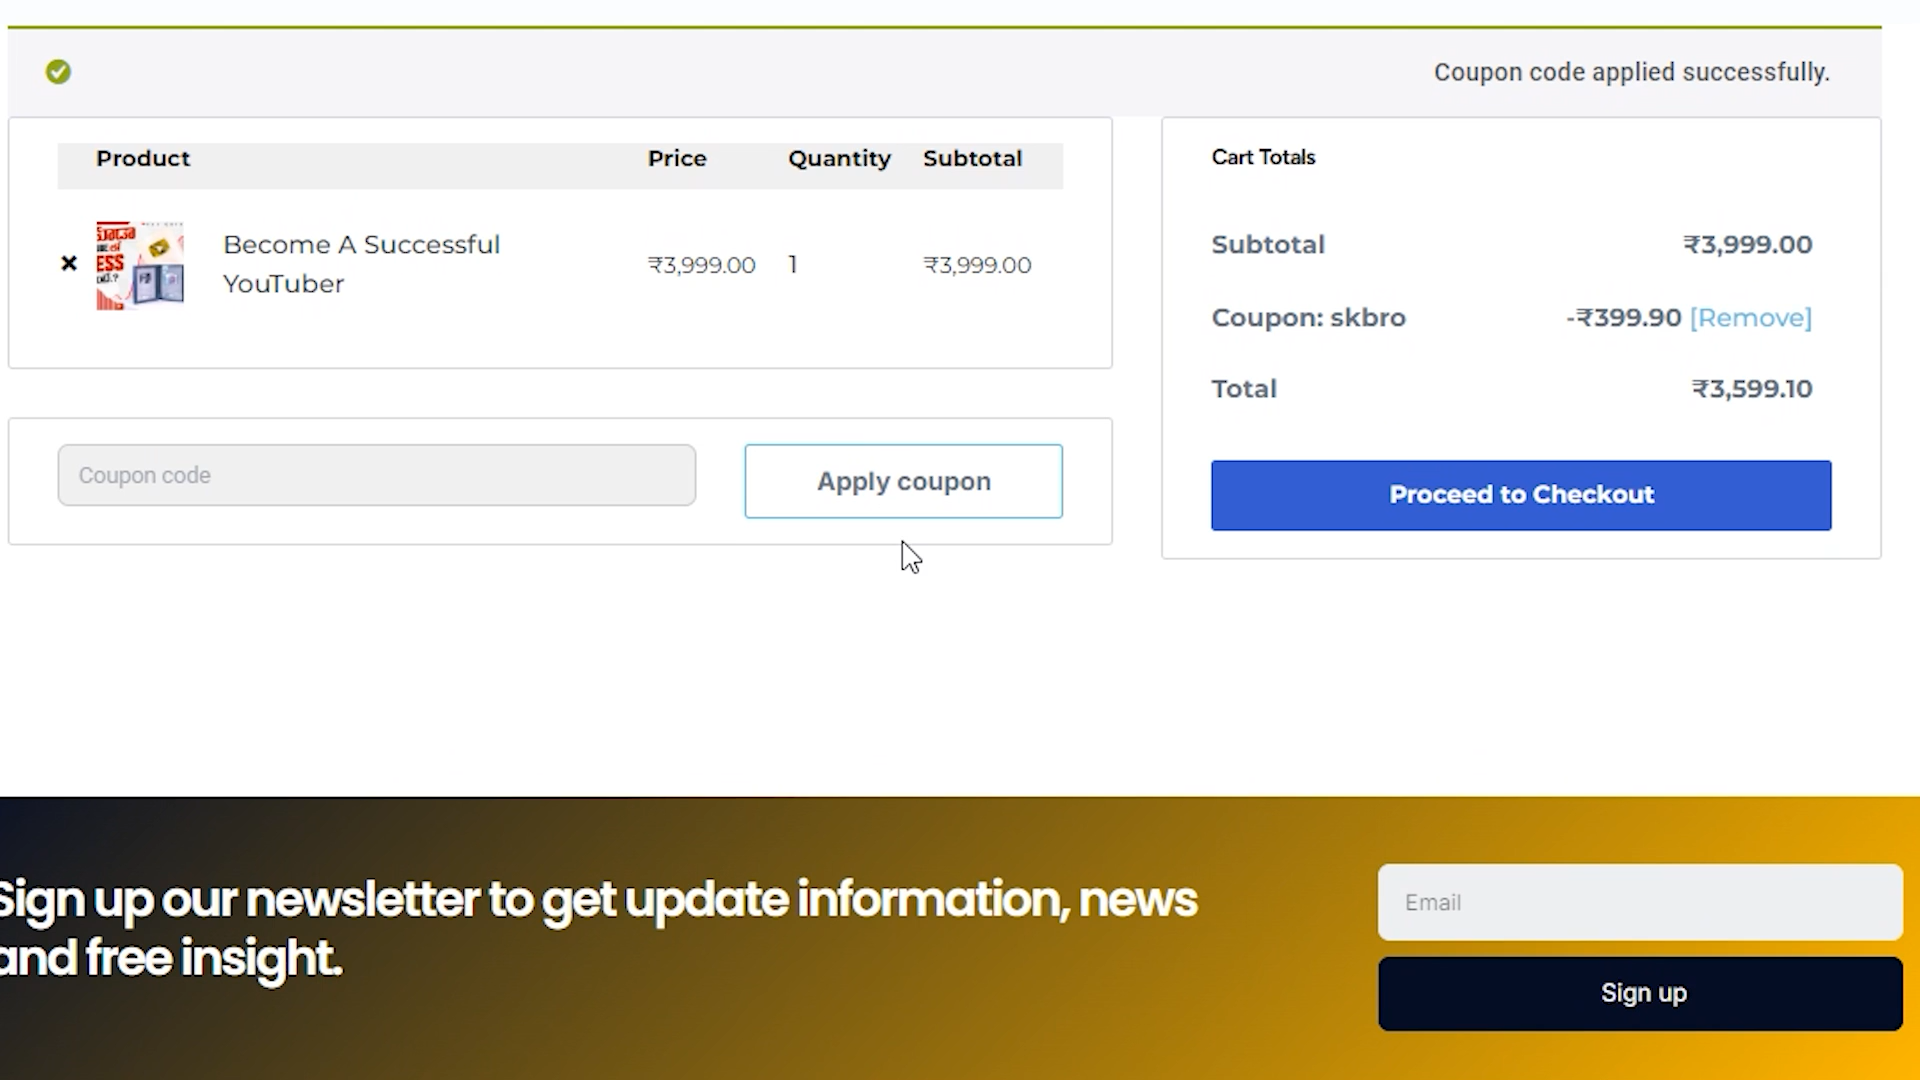 Coupon code applied successfully.
Product Price Quantity Subtotal
Become A Successful
YouTuber
₹3,999.00 1 ₹3,999.00
Coupon code
Apply coupon
Cart Totals
Subtotal ₹3,999.00
Coupon: skbro -₹399.90 [Remove]
Total ₹3,599.10
Proceed to Checkout
Sign up our newsletter to get update information, news
and free insight.
Email
Sign up